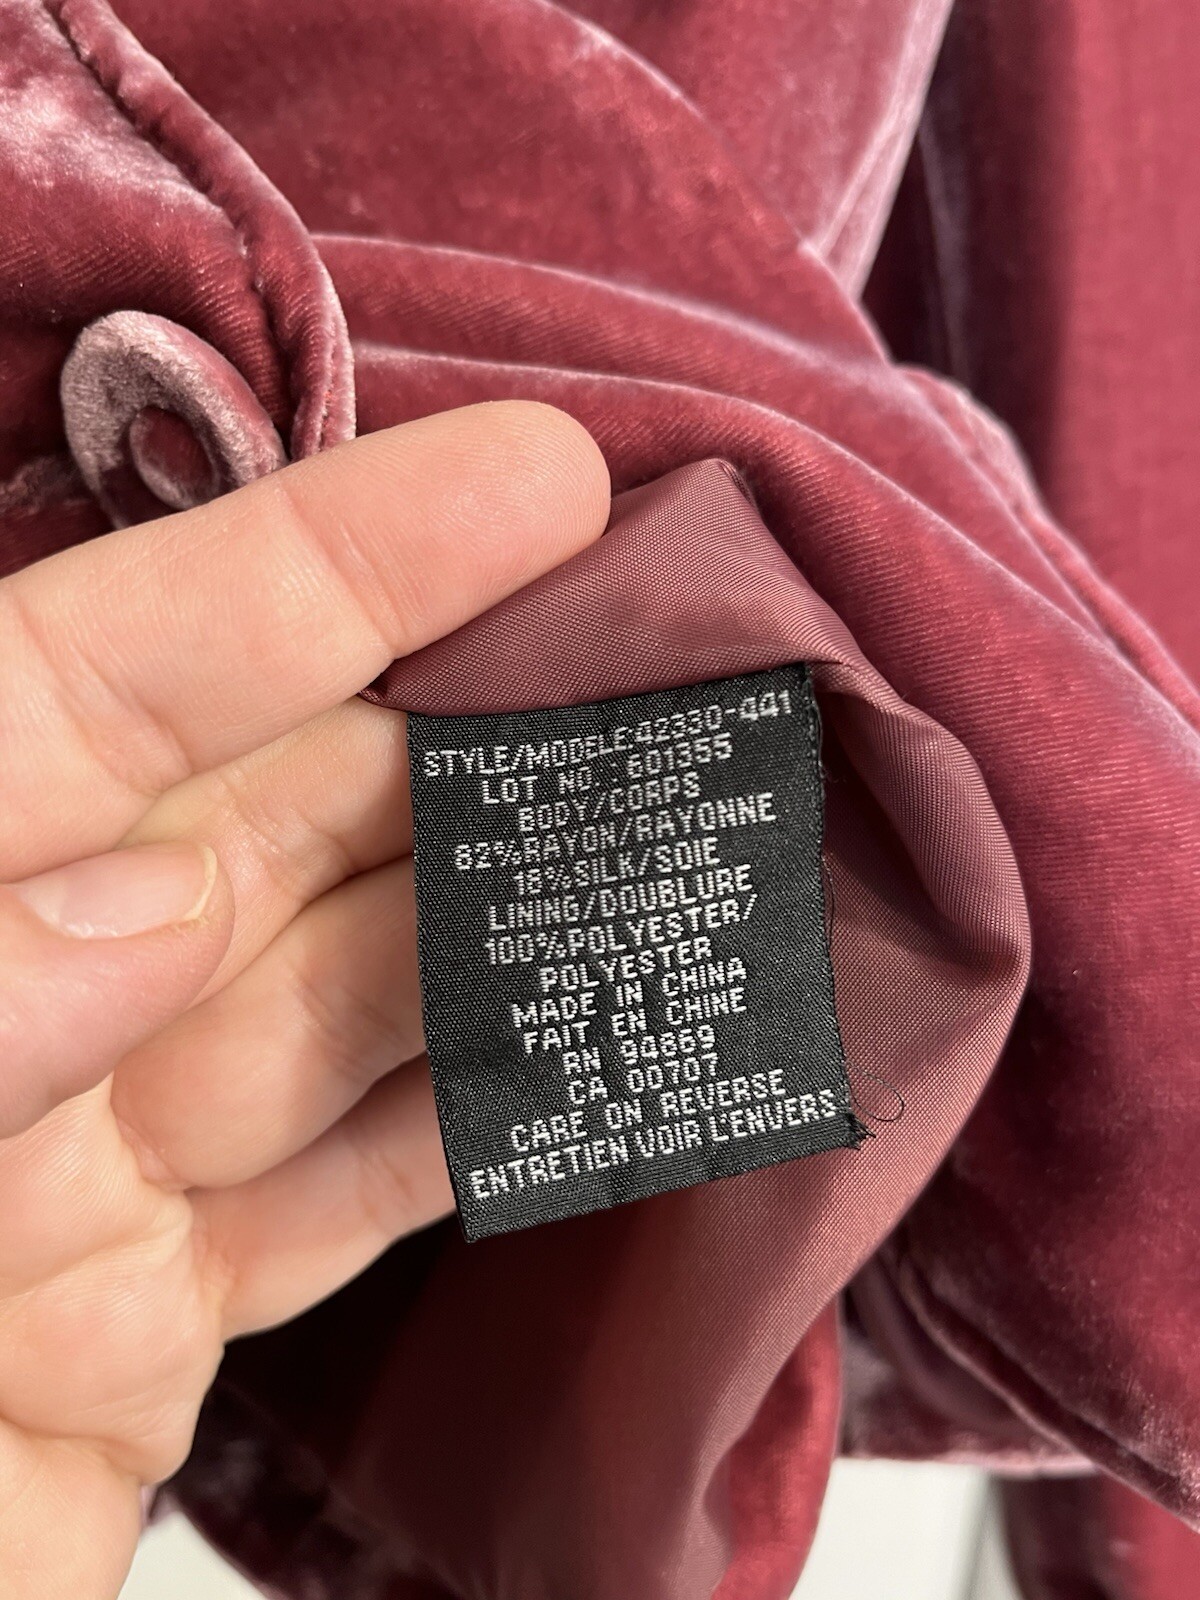 STYLE/MODELE:42330-441
LOT NO.: 601355
BODY/CORPS
82%RAYON/RAYONNE
18%SILK/SOIE
LINING/DOUBLURE
100%POLYESTER/
POLYESTER
MADE IN CHINA
FAIT EN CHINE
RN 94869
CA 00707
CARE ON REVERSE
ENTRETIEN VOIR L'ENVERS